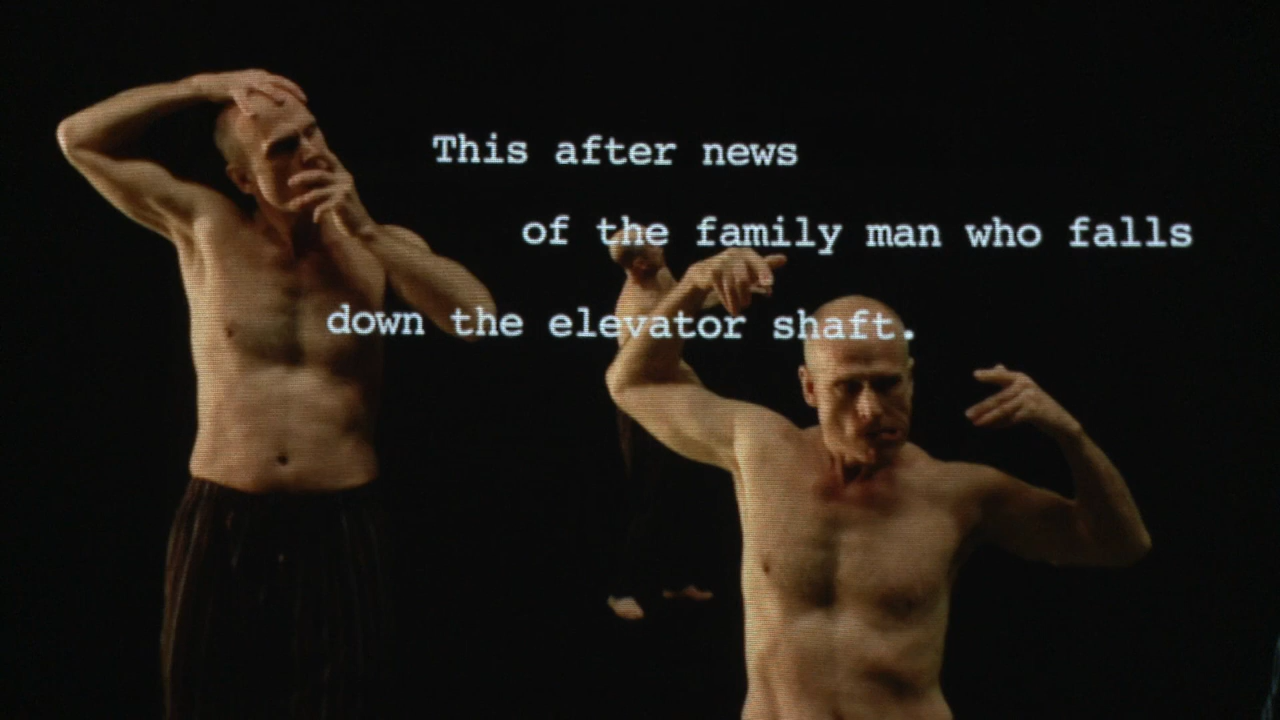 This after news
of the family man who falls
down the elevator shaft.